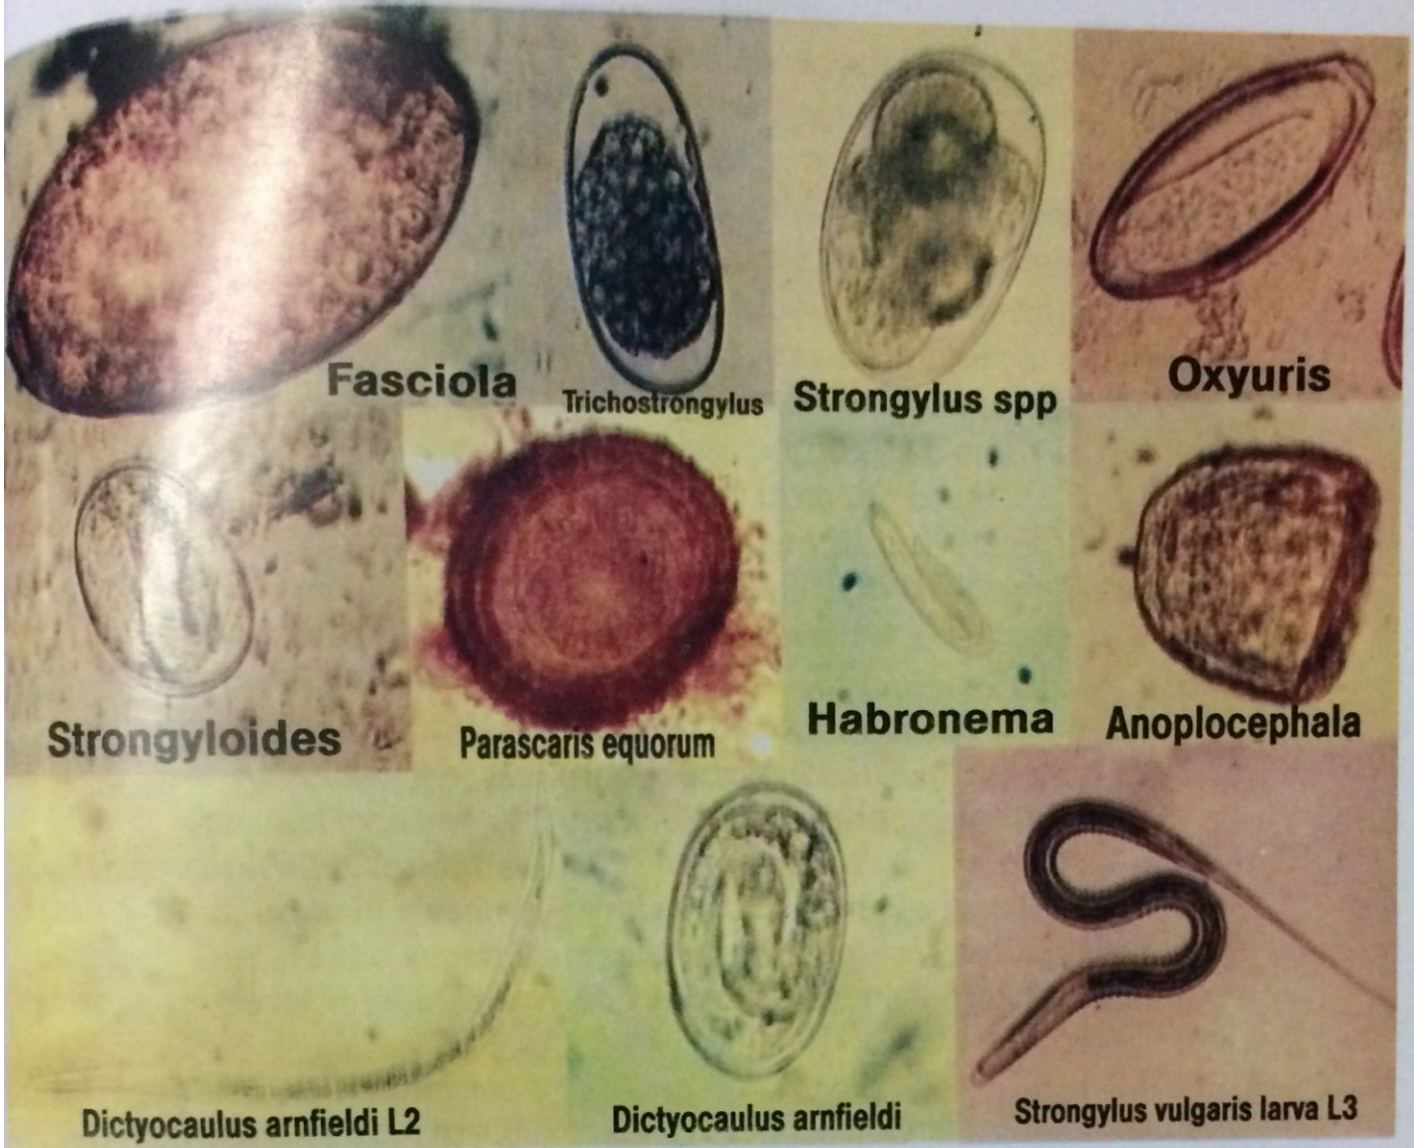 Fasciola
Trichostrongylus
Strongylus spp
Oxyuris
Strongyloides
Parascaris equorum
Habronema
Anoplocephala
Dictyocaulus arnfieldi L2
Dictyocaulus arnfieldi
Strongylus vulgaris larva L3